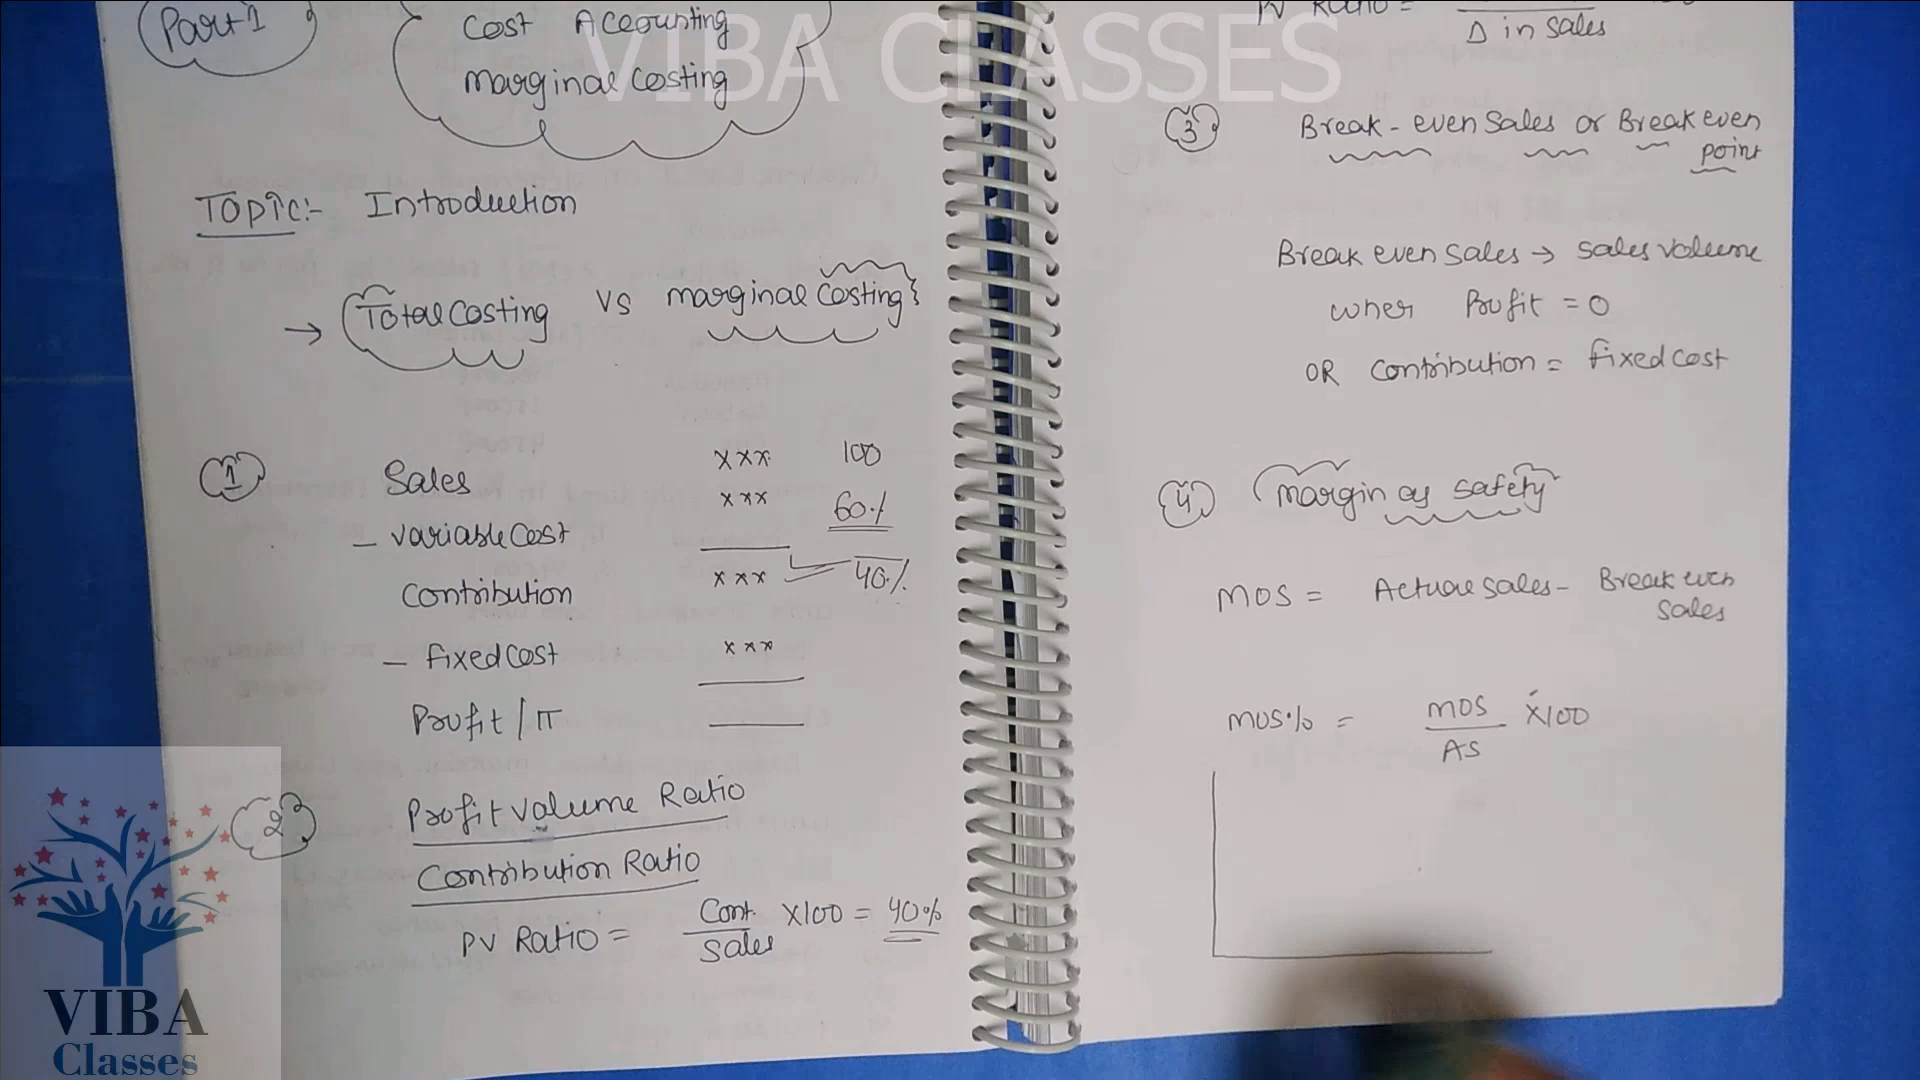 Part 1
Cost Accounting
Marginal Costing
VIBA CLASSES
TOPIC:- Introduction
→ Total Costing VS Marginal Costing
1
Sales xxx 100
- Variable Cost xxx 60%
Contribution xxx 40%
- Fixed Cost xxx
Profit / π
2
Profit Volume Ratio
Contribution Ratio
PV Ratio = Cont. / Sales X100 = 40%
PV Ratio =
Δ in Sales
3 Break-even Sales or Break even
Point
Break even Sales → Sales Volume
when Profit = 0
OR Contribution = Fixed Cost
4 Margin of Safety
MOS = Actual Sales - Break even
Sales
MOS% = MOS / AS X100
VIBA
Classes